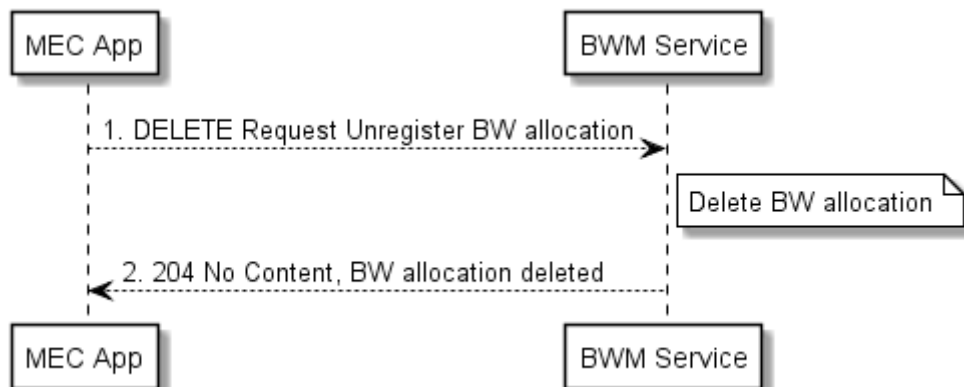 MEC App
BWM Service
1. DELETE Request Unregister BW allocation
Delete BW allocation
2. 204 No Content, BW allocation deleted
MEC App
BWM Service